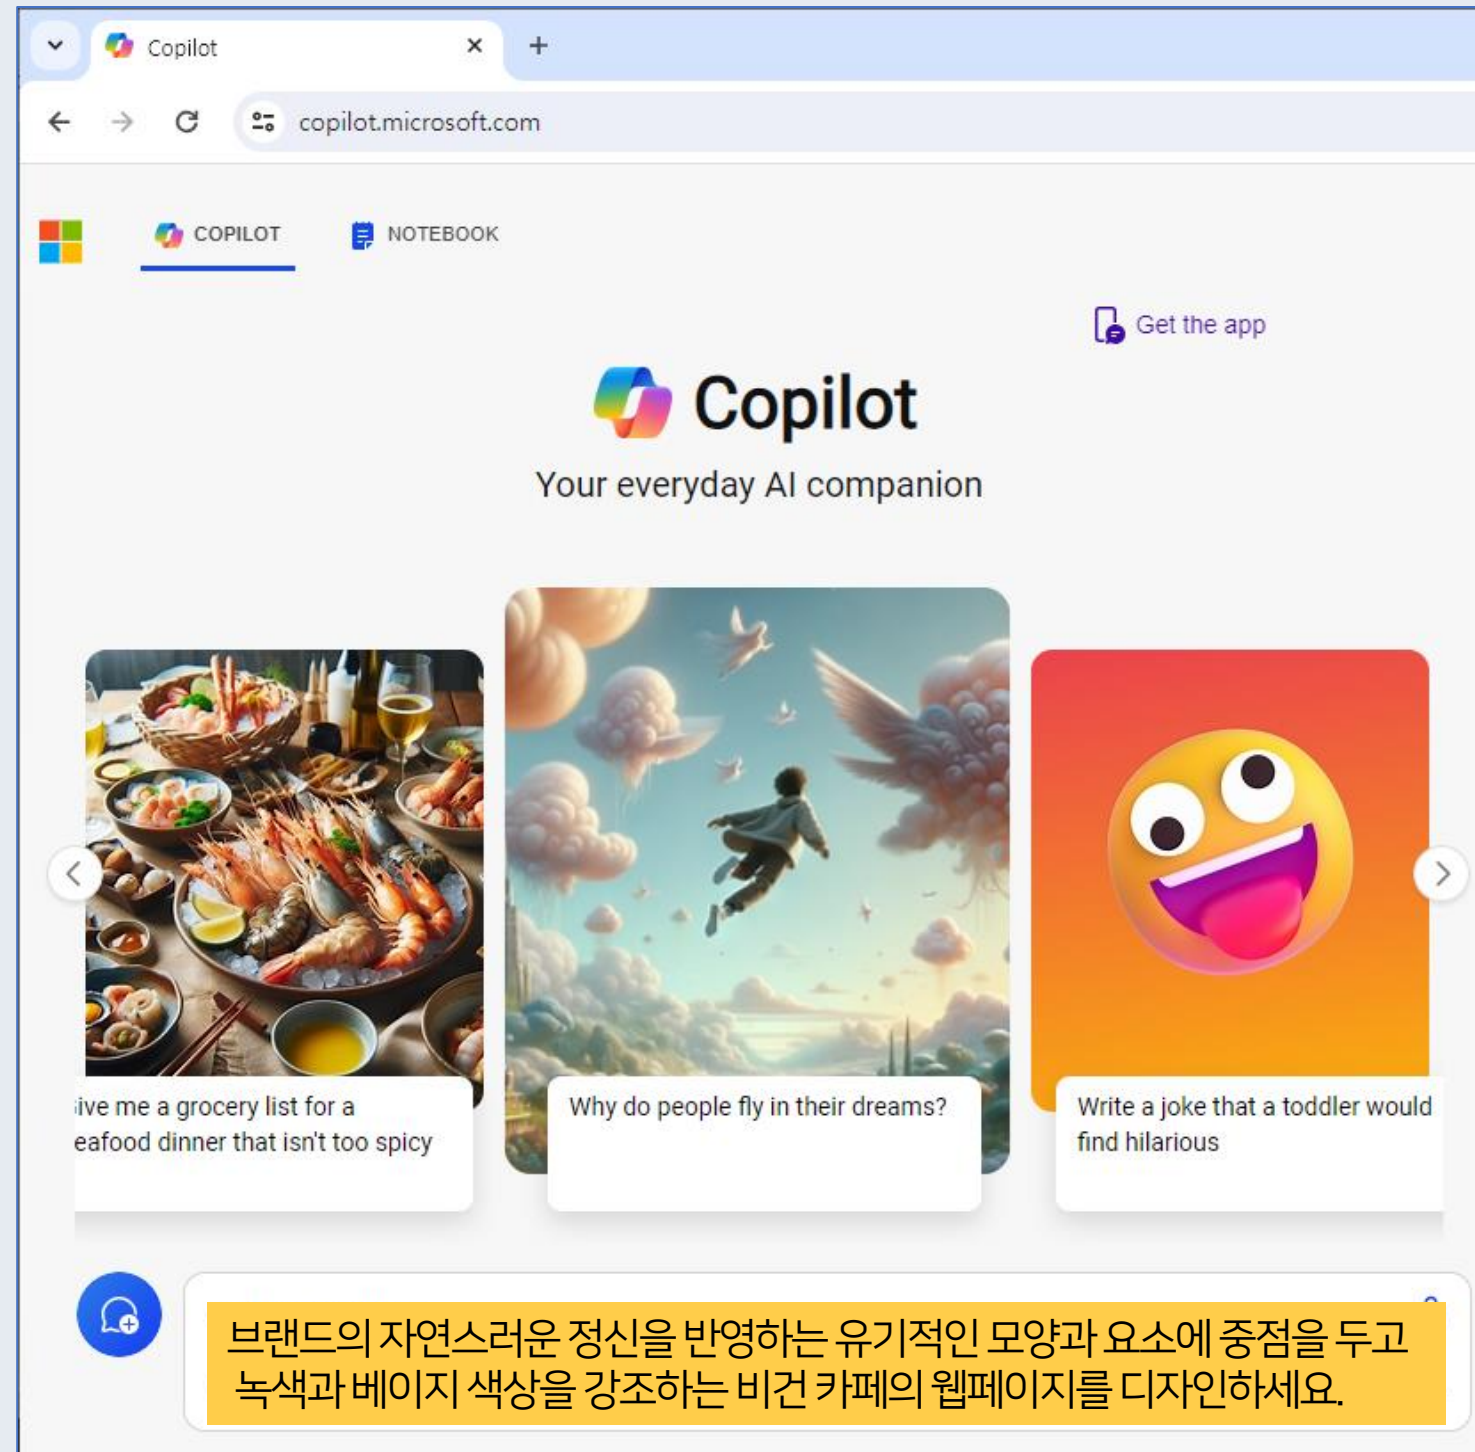 Copilot
copilot.microsoft.com
COPILOT
NOTEBOOK
Get the app
Copilot
Your everyday AI companion
ive me a grocery list for a
eafood dinner that isn't too spicy
Why do people fly in their dreams?
Write a joke that a toddler would
find hilarious
브랜드의 자연스러운 정신을 반영하는 유기적인 모양과 요소에 중점을 두고
녹색과 베이지 색상을 강조하는 비건 카페의 웹페이지를 디자인하세요.